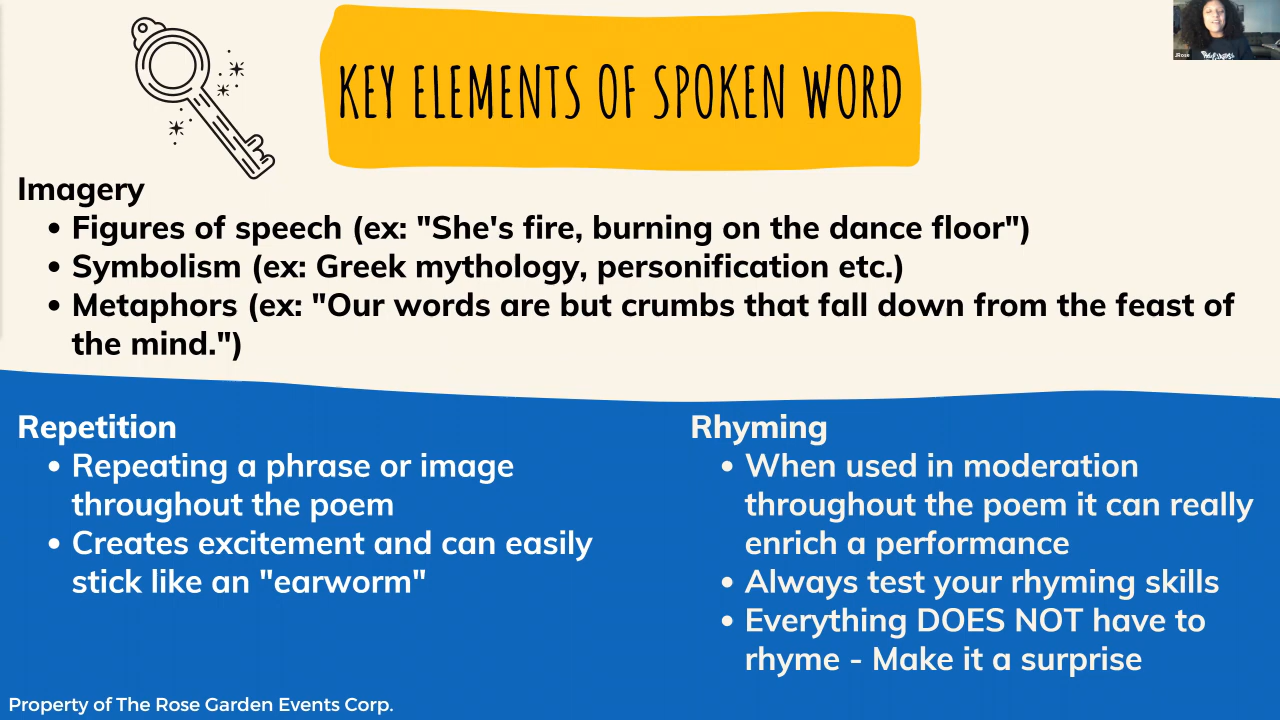 KEY ELEMENTS OF SPOKEN WORD
JRose
Imagery
• Figures of speech (ex: "She's fire, burning on the dance floor")
• Symbolism (ex: Greek mythology, personification etc.)
• Metaphors (ex: "Our words are but crumbs that fall down from the feast of
the mind.")
Repetition
• Repeating a phrase or image
throughout the poem
• Creates excitement and can easily
stick like an "earworm"
Rhyming
• When used in moderation
throughout the poem it can really
enrich a performance
• Always test your rhyming skills
• Everything DOES NOT have to
rhyme - Make it a surprise
Property of The Rose Garden Events Corp.